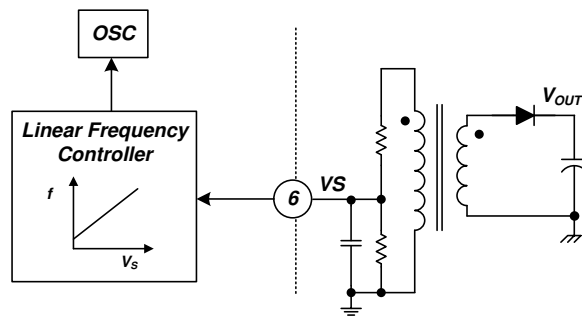 OSC
Linear Frequency
Controller
f
VS
6
VS
VOUT